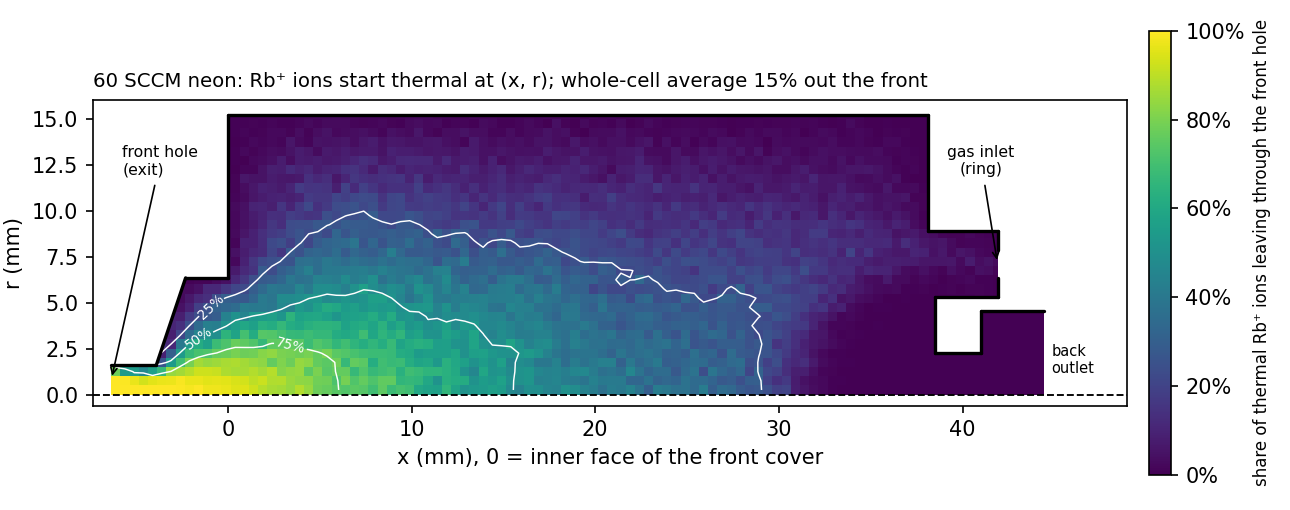 60 SCCM neon: Rb⁺ ions start thermal at (x, r); whole-cell average 15% out the front
front hole
(exit)
gas inlet
(ring)
back
outlet
25%
50%
75%
15.0
12.5
10.0
7.5
5.0
2.5
0.0
r (mm)
0
10
20
30
40
x (mm), 0 = inner face of the front cover
100%
80%
60%
40%
20%
0%
share of thermal Rb⁺ ions leaving through the front hole